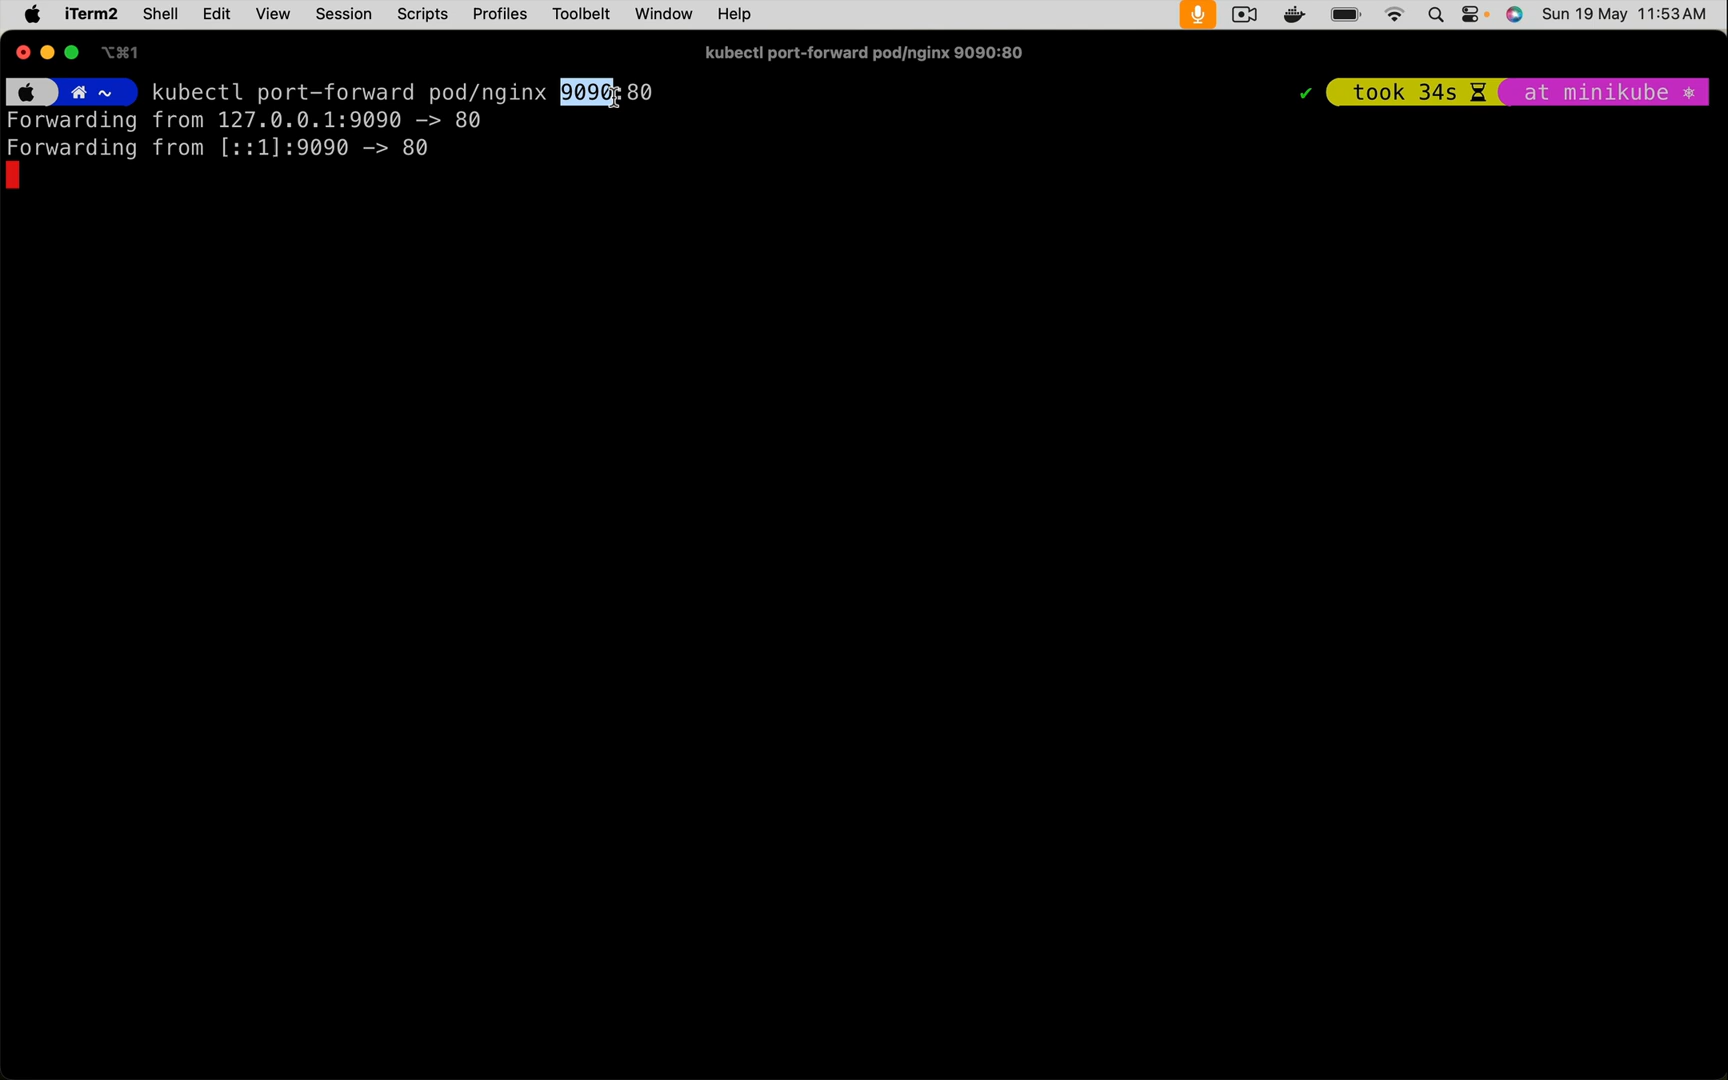 iTerm2 Shell Edit View Session Scripts Profiles Toolbelt Window Help Sun 19 May 11:53 AM
⌥⌘1 kubectl port-forward pod/nginx 9090:80
~ kubectl port-forward pod/nginx 9090:80 ✔ took 34s at minikube
Forwarding from 127.0.0.1:9090 -> 80
Forwarding from [::1]:9090 -> 80